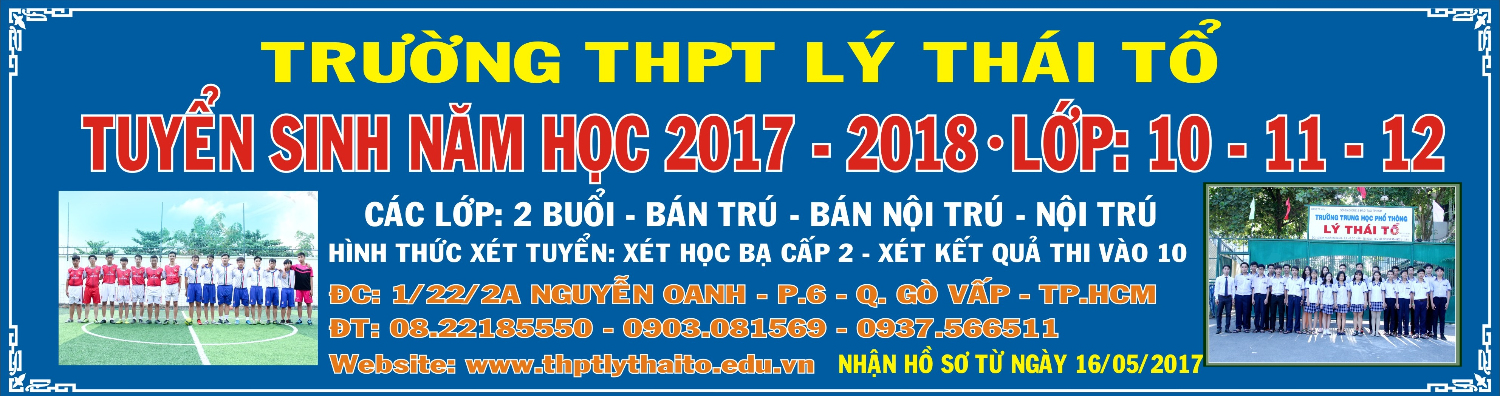 TRƯỜNG THPT LÝ THÁI TỔ
TUYỂN SINH NĂM HỌC 2017 - 2018 • LỚP: 10 - 11 - 12
CÁC LỚP: 2 BUỔI - BÁN TRÚ - BÁN NỘI TRÚ - NỘI TRÚ
HÌNH THỨC XÉT TUYỂN: XÉT HỌC BẠ CẤP 2 - XÉT KẾT QUẢ THI VÀO 10
ĐC: 1/22/2A NGUYỄN OANH - P.6 - Q. GÒ VẤP - TP.HCM
ĐT: 08.22185550 - 0903.081569 - 0937.566511
Website: www.thptlythaito.edu.vn NHẬN HỒ SƠ TỪ NGÀY 16/05/2017
TRƯỜNG TRUNG HỌC PHỔ THÔNG
LÝ THÁI TỔ